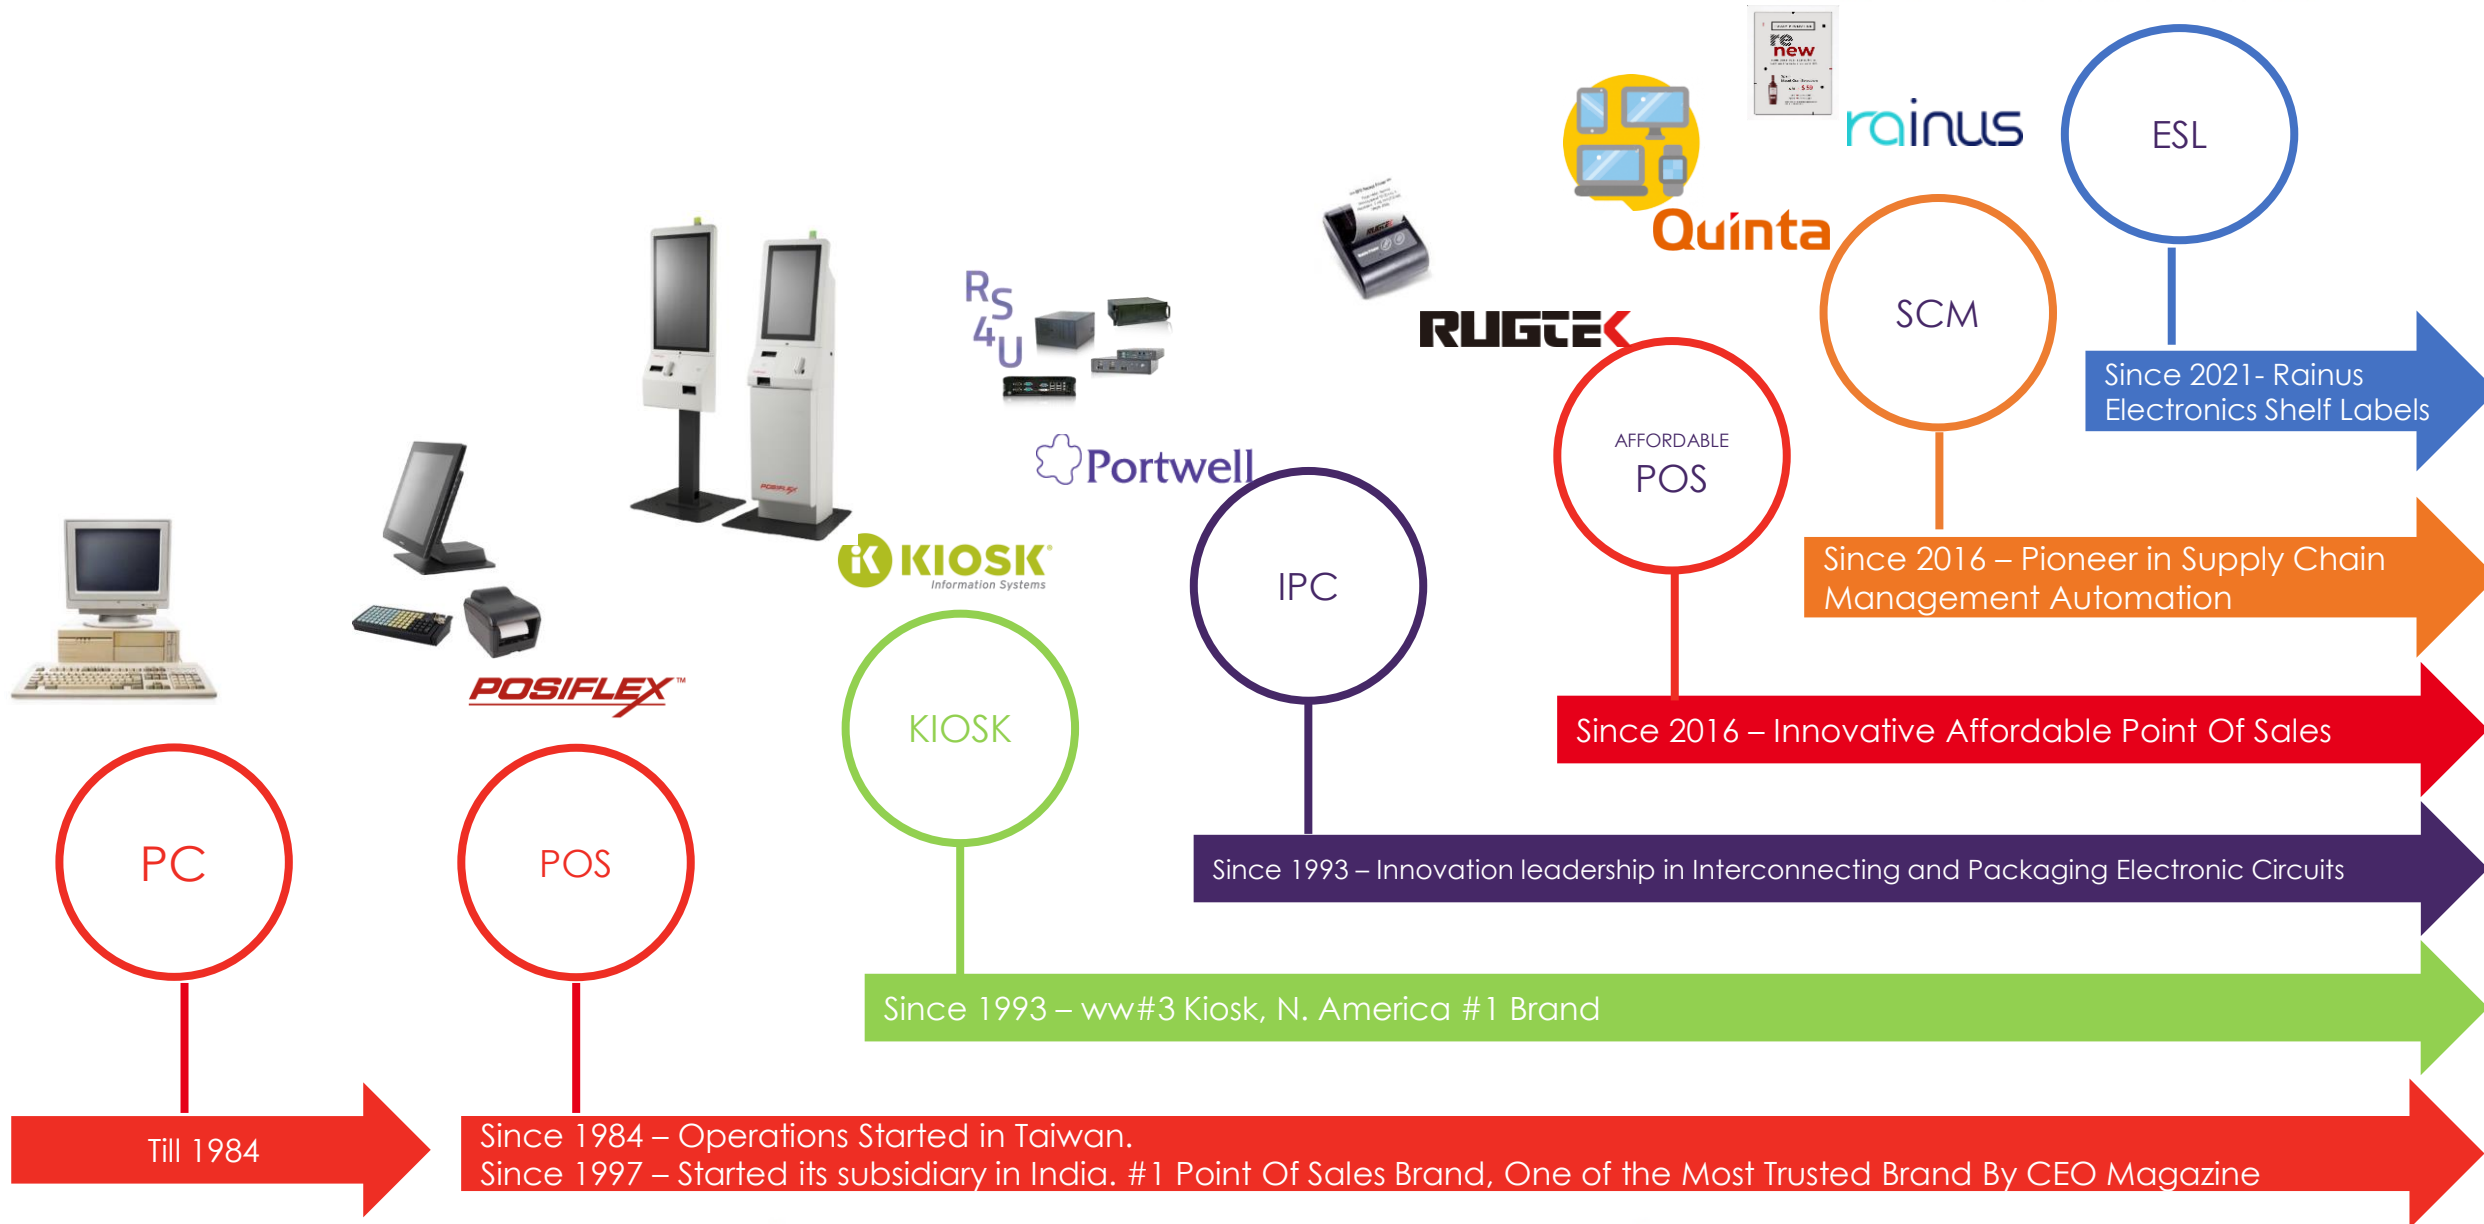 re
new
$59
rainus
ESL
Quinta
SCM
RS
4U
RUGTEK
Since 2021- Rainus
Electronics Shelf Labels
AFFORDABLE
POS
Portwell
POSIFLEX
KIOSK
Information Systems
IPC
Since 2016 – Pioneer in Supply Chain
Management Automation
POSIFLEX™
KIOSK
Since 2016 – Innovative Affordable Point Of Sales
PC
POS
Since 1993 – Innovation leadership in Interconnecting and Packaging Electronic Circuits
Since 1993 – ww#3 Kiosk, N. America #1 Brand
Till 1984
Since 1984 – Operations Started in Taiwan.
Since 1997 – Started its subsidiary in India. #1 Point Of Sales Brand, One of the Most Trusted Brand By CEO Magazine